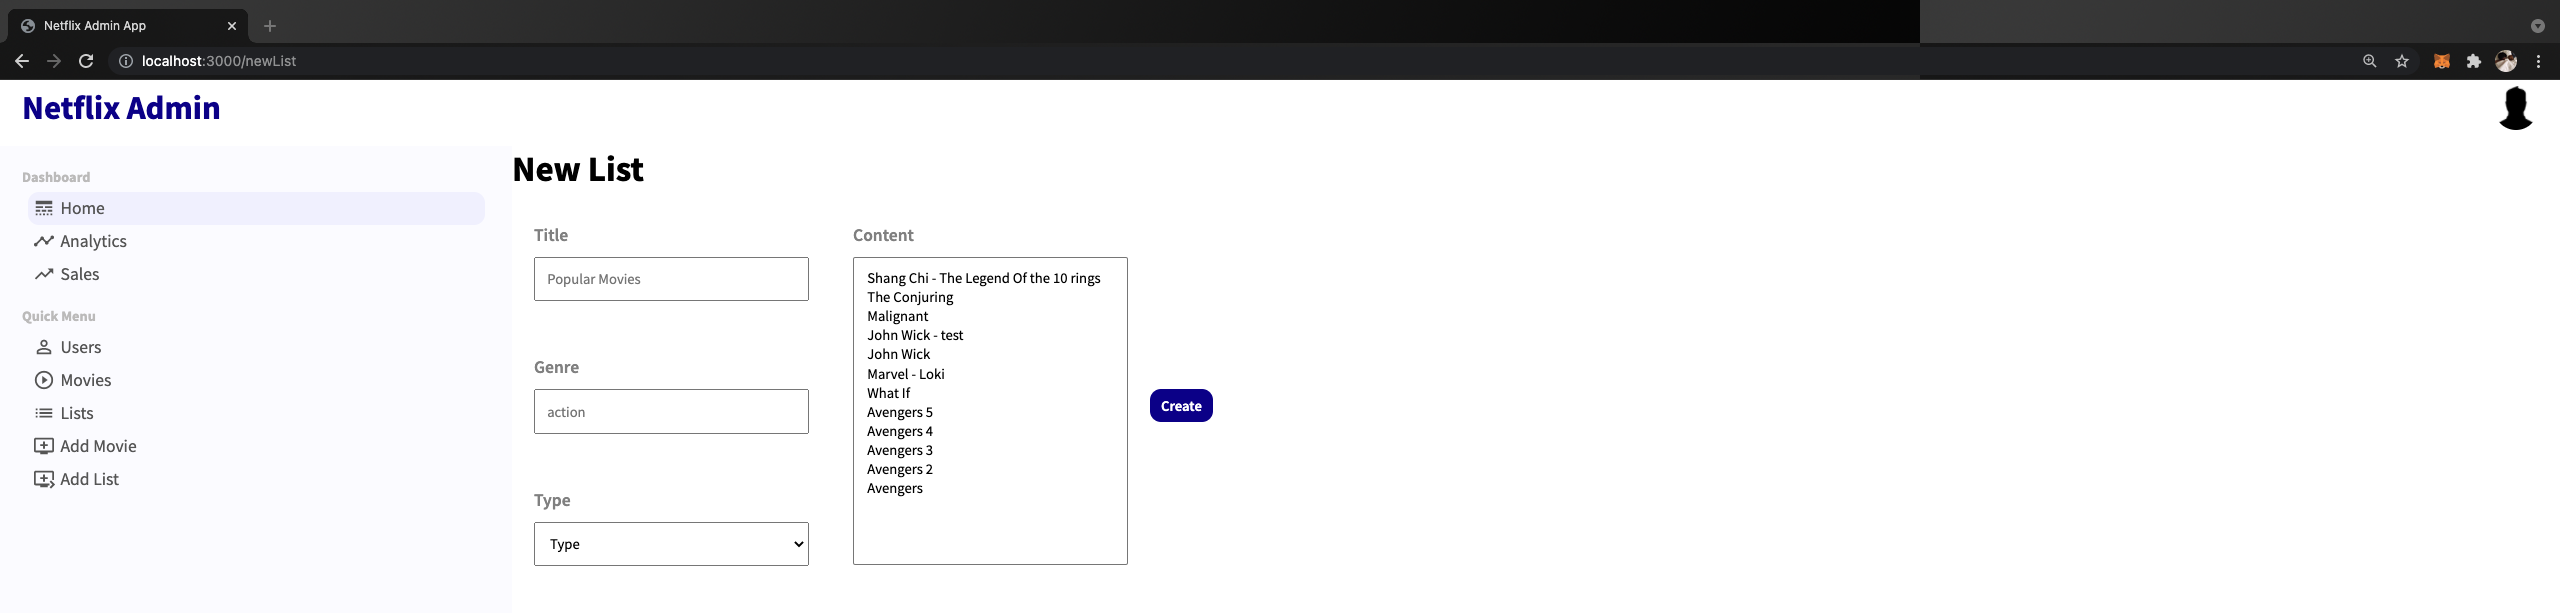 Netflix Admin App
localhost:3000/newList
Netflix Admin
Dashboard
Home
Analytics
Sales
Quick Menu
Users
Movies
Lists
Add Movie
Add List
New List
Title
Popular Movies
Genre
action
Type
Type
Content
Shang Chi - The Legend Of the 10 rings
The Conjuring
Malignant
John Wick - test
John Wick
Marvel - Loki
What If
Avengers 5
Avengers 4
Avengers 3
Avengers 2
Avengers
Create